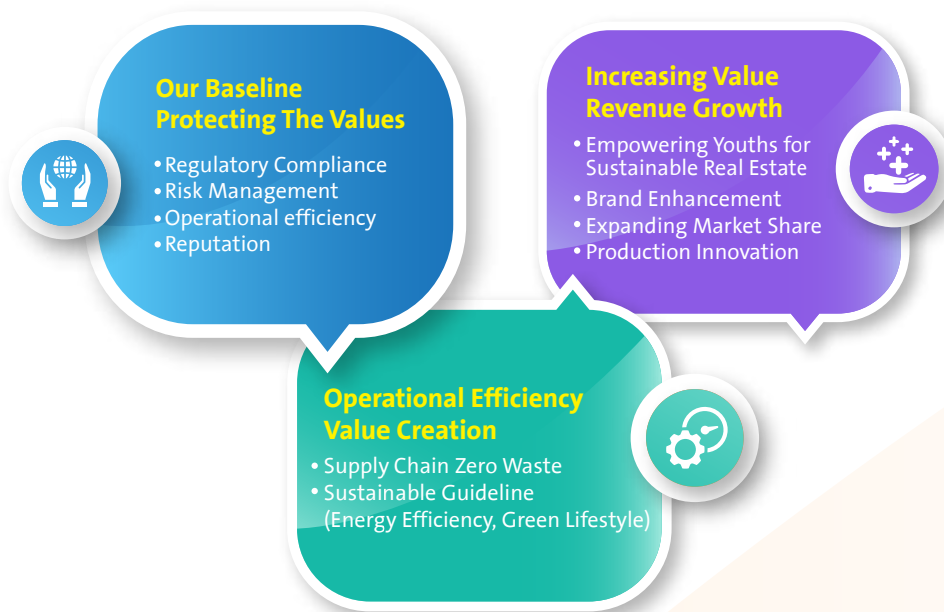 Our Baseline
Protecting The Values
• Regulatory Compliance
• Risk Management
• Operational efficiency
• Reputation
Increasing Value
Revenue Growth
• Empowering Youths for
Sustainable Real Estate
• Brand Enhancement
• Expanding Market Share
• Production Innovation
Operational Efficiency
Value Creation
• Supply Chain Zero Waste
• Sustainable Guideline
(Energy Efficiency, Green Lifestyle)